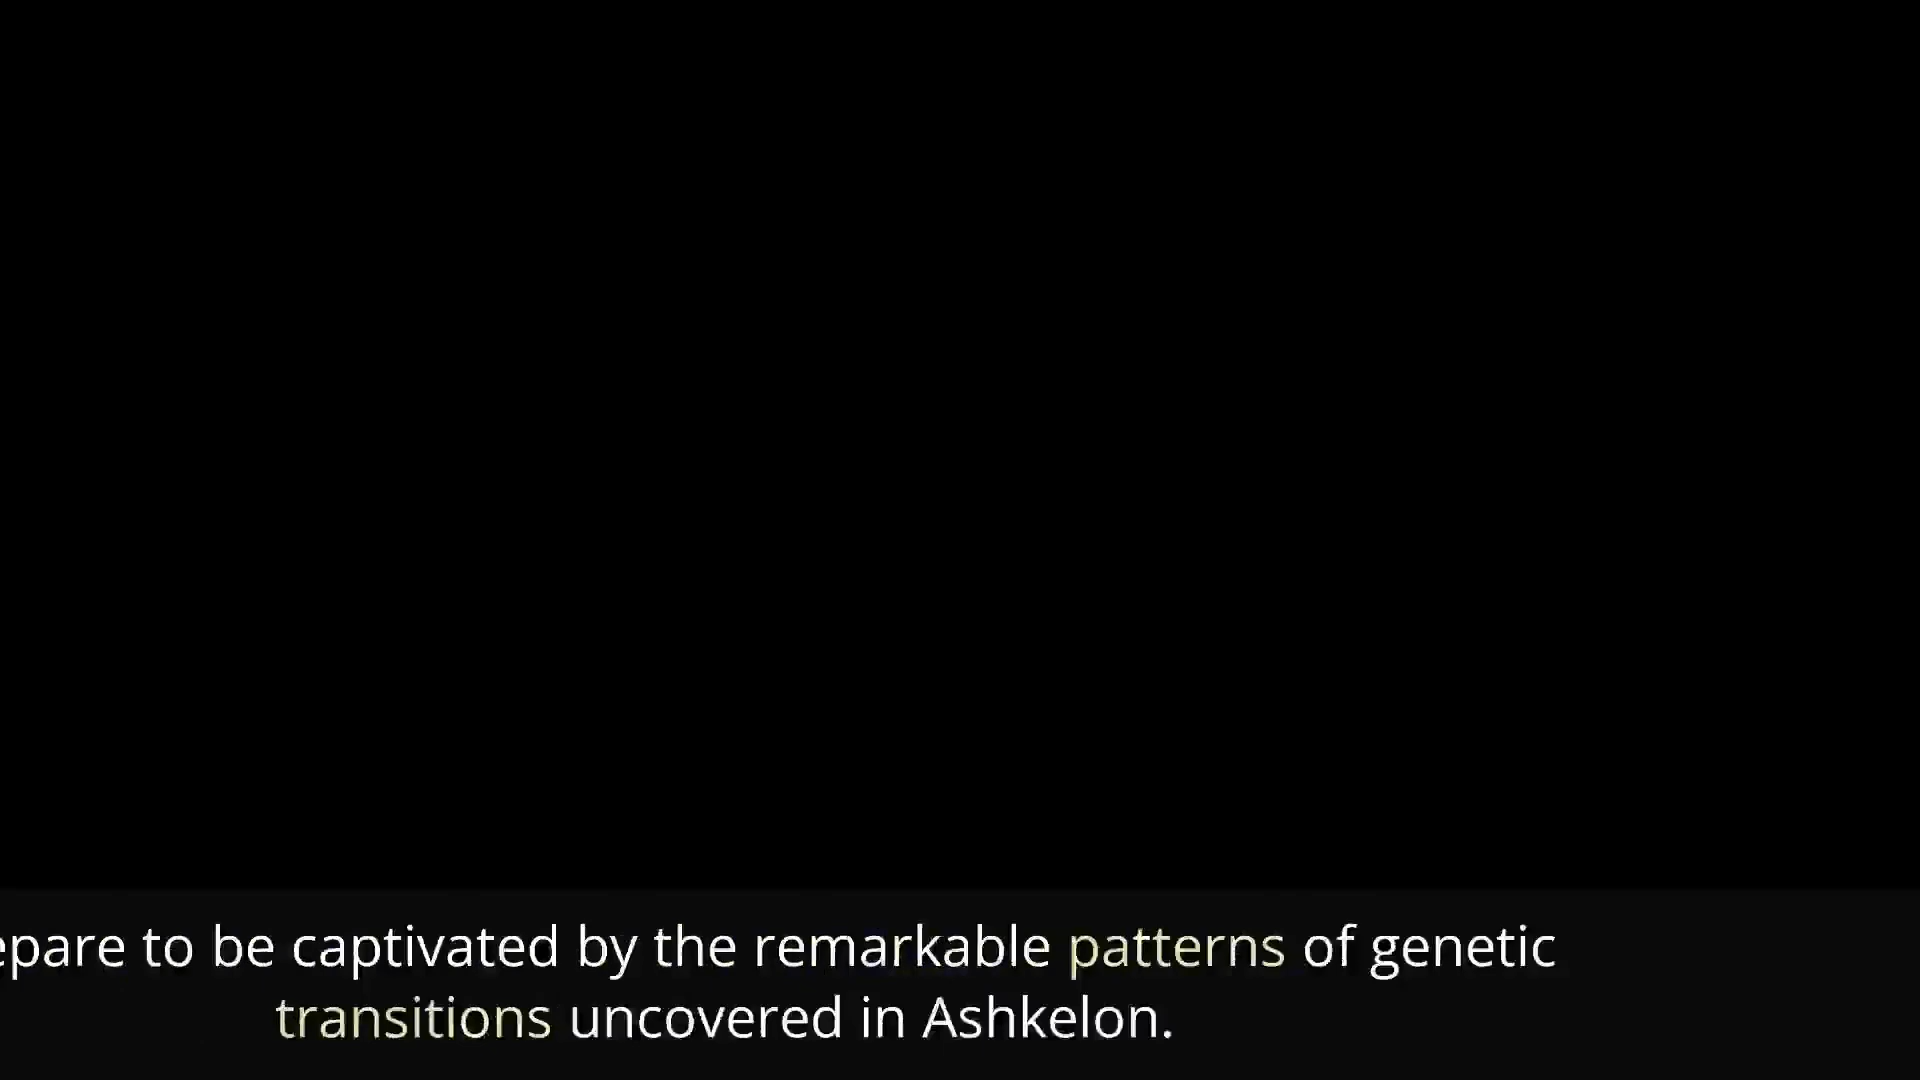 epare to be captivated by the remarkable patterns of genetic
transitions uncovered in Ashkelon.